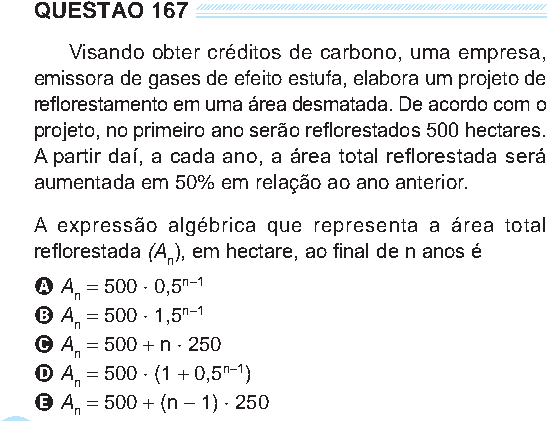 QUESTAO 167
Visando obter créditos de carbono, uma empresa,
emissora de gases de efeito estufa, elabora um projeto de
reflorestamento em uma área desmatada. De acordo com o
projeto, no primeiro ano serão reflorestados 500 hectares.
A partir daí, a cada ano, a área total reflorestada será
aumentada em 50% em relação ao ano anterior.
A expressão algébrica que representa a área total
reflorestada (Aₙ), em hectare, ao final de n anos é
A Aₙ = 500 · 0,5ⁿ⁻¹
B Aₙ = 500 · 1,5ⁿ⁻¹
C Aₙ = 500 + n · 250
D Aₙ = 500 · (1 + 0,5ⁿ⁻¹)
E Aₙ = 500 + (n – 1) · 250